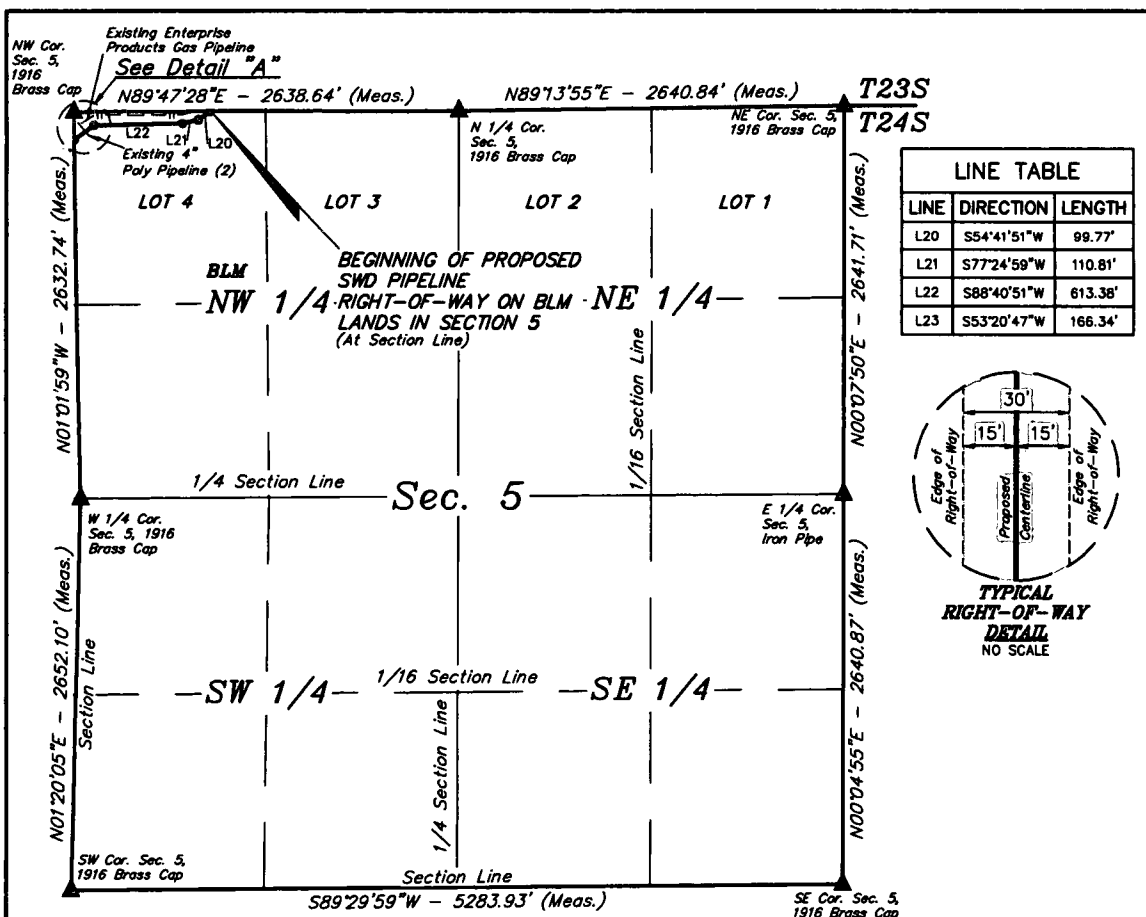 Existing Enterprise
Products Gas Pipeline
NW Cor.
Sec. 5,
1916
Brass Cap
See Detail "A"
N89°47'28"E - 2638.64' (Meas.)
N89°13'55"E - 2640.84' (Meas.)
T23S
T24S
NE Cor. Sec. 5,
1916 Brass Cap
N 1/4 Cor.
Sec. 5,
1916 Brass Cap
L22
L21
L20
Existing 4"
Poly Pipeline (2)
LOT 4
LOT 3
LOT 2
LOT 1
BEGINNING OF PROPOSED
SWD PIPELINE
RIGHT-OF-WAY ON BLM
LANDS IN SECTION 5
(At Section Line)
BLM
NW 1/4
NE 1/4
N01°01'59"W - 2632.74' (Meas.)
N00°07'50"E - 2641.71' (Meas.)
1/16 Section Line
1/4 Section Line
Sec. 5
W 1/4 Cor.
Sec. 5, 1916
Brass Cap
E 1/4 Cor.
Sec. 5,
Iron Pipe
N01°20'05"E - 2652.10' (Meas.)
Section Line
SW 1/4
1/16 Section Line
SE 1/4
1/4 Section Line
N00°04'55"E - 2640.87' (Meas.)
SW Cor. Sec. 5,
1916 Brass Cap
Section Line
S89°29'59"W - 5283.93' (Meas.)
SE Cor. Sec. 5,
1916 Brass Cap
LINE TABLE
LINE DIRECTION LENGTH
L20 S54°41'51"W 99.77'
L21 S77°24'59"W 110.81'
L22 S88°40'51"W 613.38'
L23 S53°20'47"W 166.34'
30'
15' 15'
Edge of
Right-of-Way
Proposed
Centerline
Edge of
Right-of-Way
TYPICAL
RIGHT-OF-WAY
DETAIL
NO SCALE